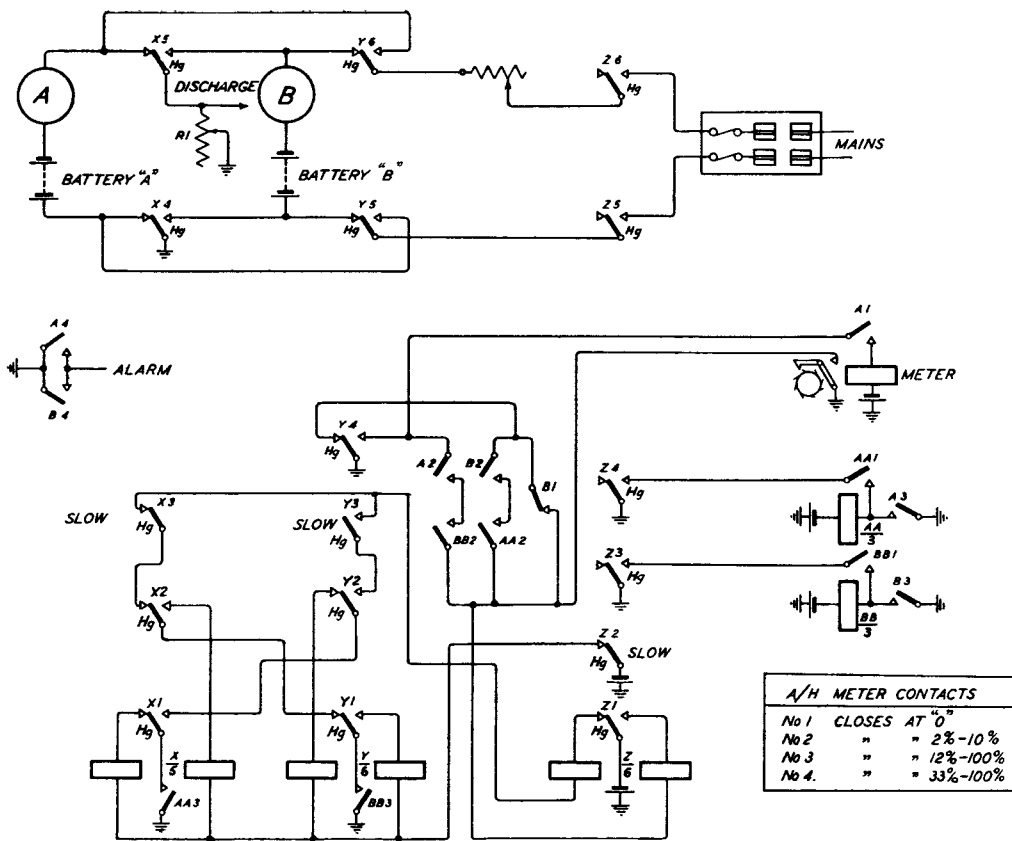 X5
Y6
Hg
Hg
Z6
Hg
A
DISCHARGE
B
R1
MAINS
BATTERY "A"
BATTERY "B"
X4
Hg
Y5
Hg
Z5
Hg
A4
ALARM
B4
A1
METER
Y4
Hg
A2
B2
B1
Z4
Hg
AA1
A3
AA
3
X3
SLOW
Hg
Y3
SLOW
Hg
BB2
AA2
Z3
Hg
BB1
B3
BB
3
X2
Hg
Y2
Hg
Z2
SLOW
Hg
X1
Hg
Y1
Hg
Z1
Hg
X
5
Y
6
Z
6
AA3
BB3
A/H METER CONTACTS
No 1 CLOSES AT "0"
No 2 " " 2%-10%
No 3 " " 12%-100%
No 4. " " 33%-100%